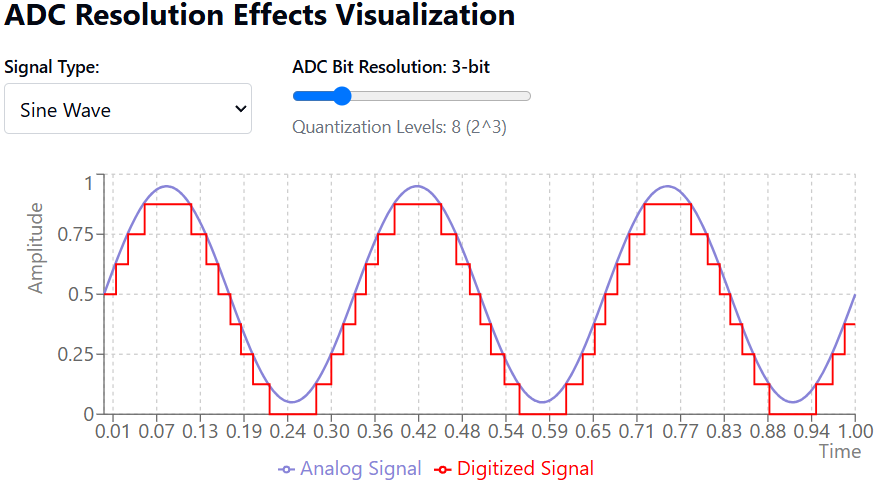 ADC Resolution Effects Visualization
Signal Type:
ADC Bit Resolution: 3-bit
Sine Wave
Quantization Levels: 8 (2^3)
1
0.75
0.5
0.25
0
Amplitude
0.01 0.07 0.13 0.19 0.24 0.30 0.36 0.42 0.48 0.54 0.59 0.65 0.71 0.77 0.83 0.88 0.94 1.00
Time
Analog Signal Digitized Signal